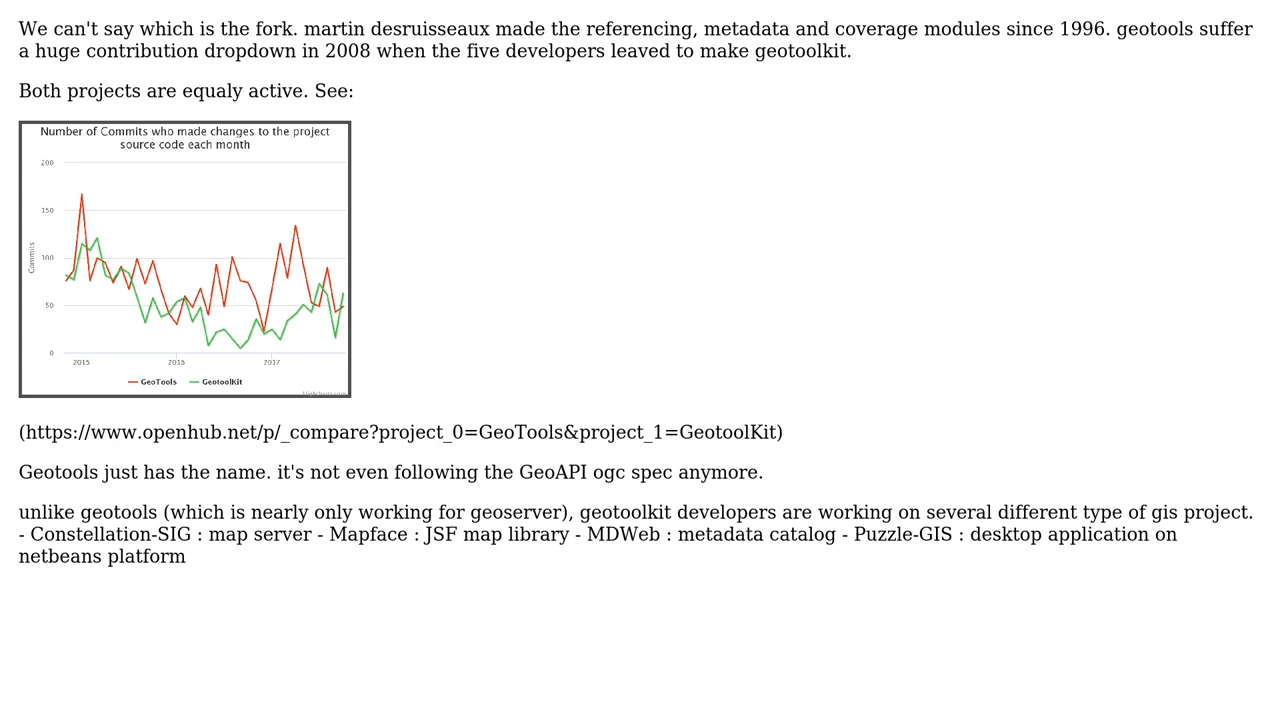 We can't say which is the fork. martin desruisseaux made the referencing, metadata and coverage modules since 1996. geotools suffer
a huge contribution dropdown in 2008 when the five developers leaved to make geotoolkit.
Both projects are equaly active. See:
Number of Commits who made changes to the project
source code each month
200
150
100
50
0
Commits
2015
2016
2017
GeoTools
GeotoolKit
Highcharts.com
(https://www.openhub.net/p/_compare?project_0=GeoTools&project_1=GeotoolKit)
Geotools just has the name. it's not even following the GeoAPI ogc spec anymore.
unlike geotools (which is nearly only working for geoserver), geotoolkit developers are working on several different type of gis project.
- Constellation-SIG : map server - Mapface : JSF map library - MDWeb : metadata catalog - Puzzle-GIS : desktop application on
netbeans platform